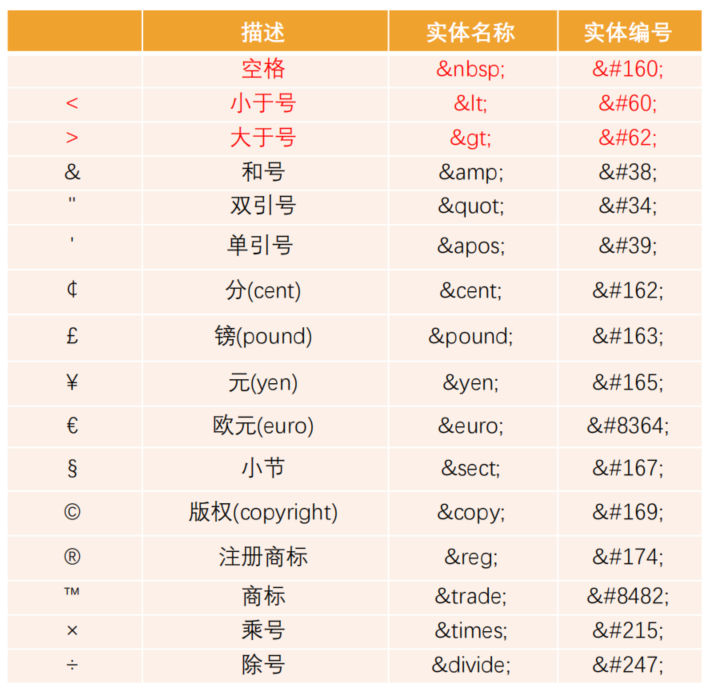 描述 实体名称 实体编号
空格 &nbsp; &#160;
< 小于号 &lt; &#60;
> 大于号 &gt; &#62;
& 和号 &amp; &#38;
" 双引号 &quot; &#34;
' 单引号 &apos; &#39;
¢ 分(cent) &cent; &#162;
£ 镑(pound) &pound; &#163;
¥ 元(yen) &yen; &#165;
€ 欧元(euro) &euro; &#8364;
§ 小节 &sect; &#167;
© 版权(copyright) &copy; &#169;
® 注册商标 &reg; &#174;
™ 商标 &trade; &#8482;
× 乘号 &times; &#215;
÷ 除号 &divide; &#247;